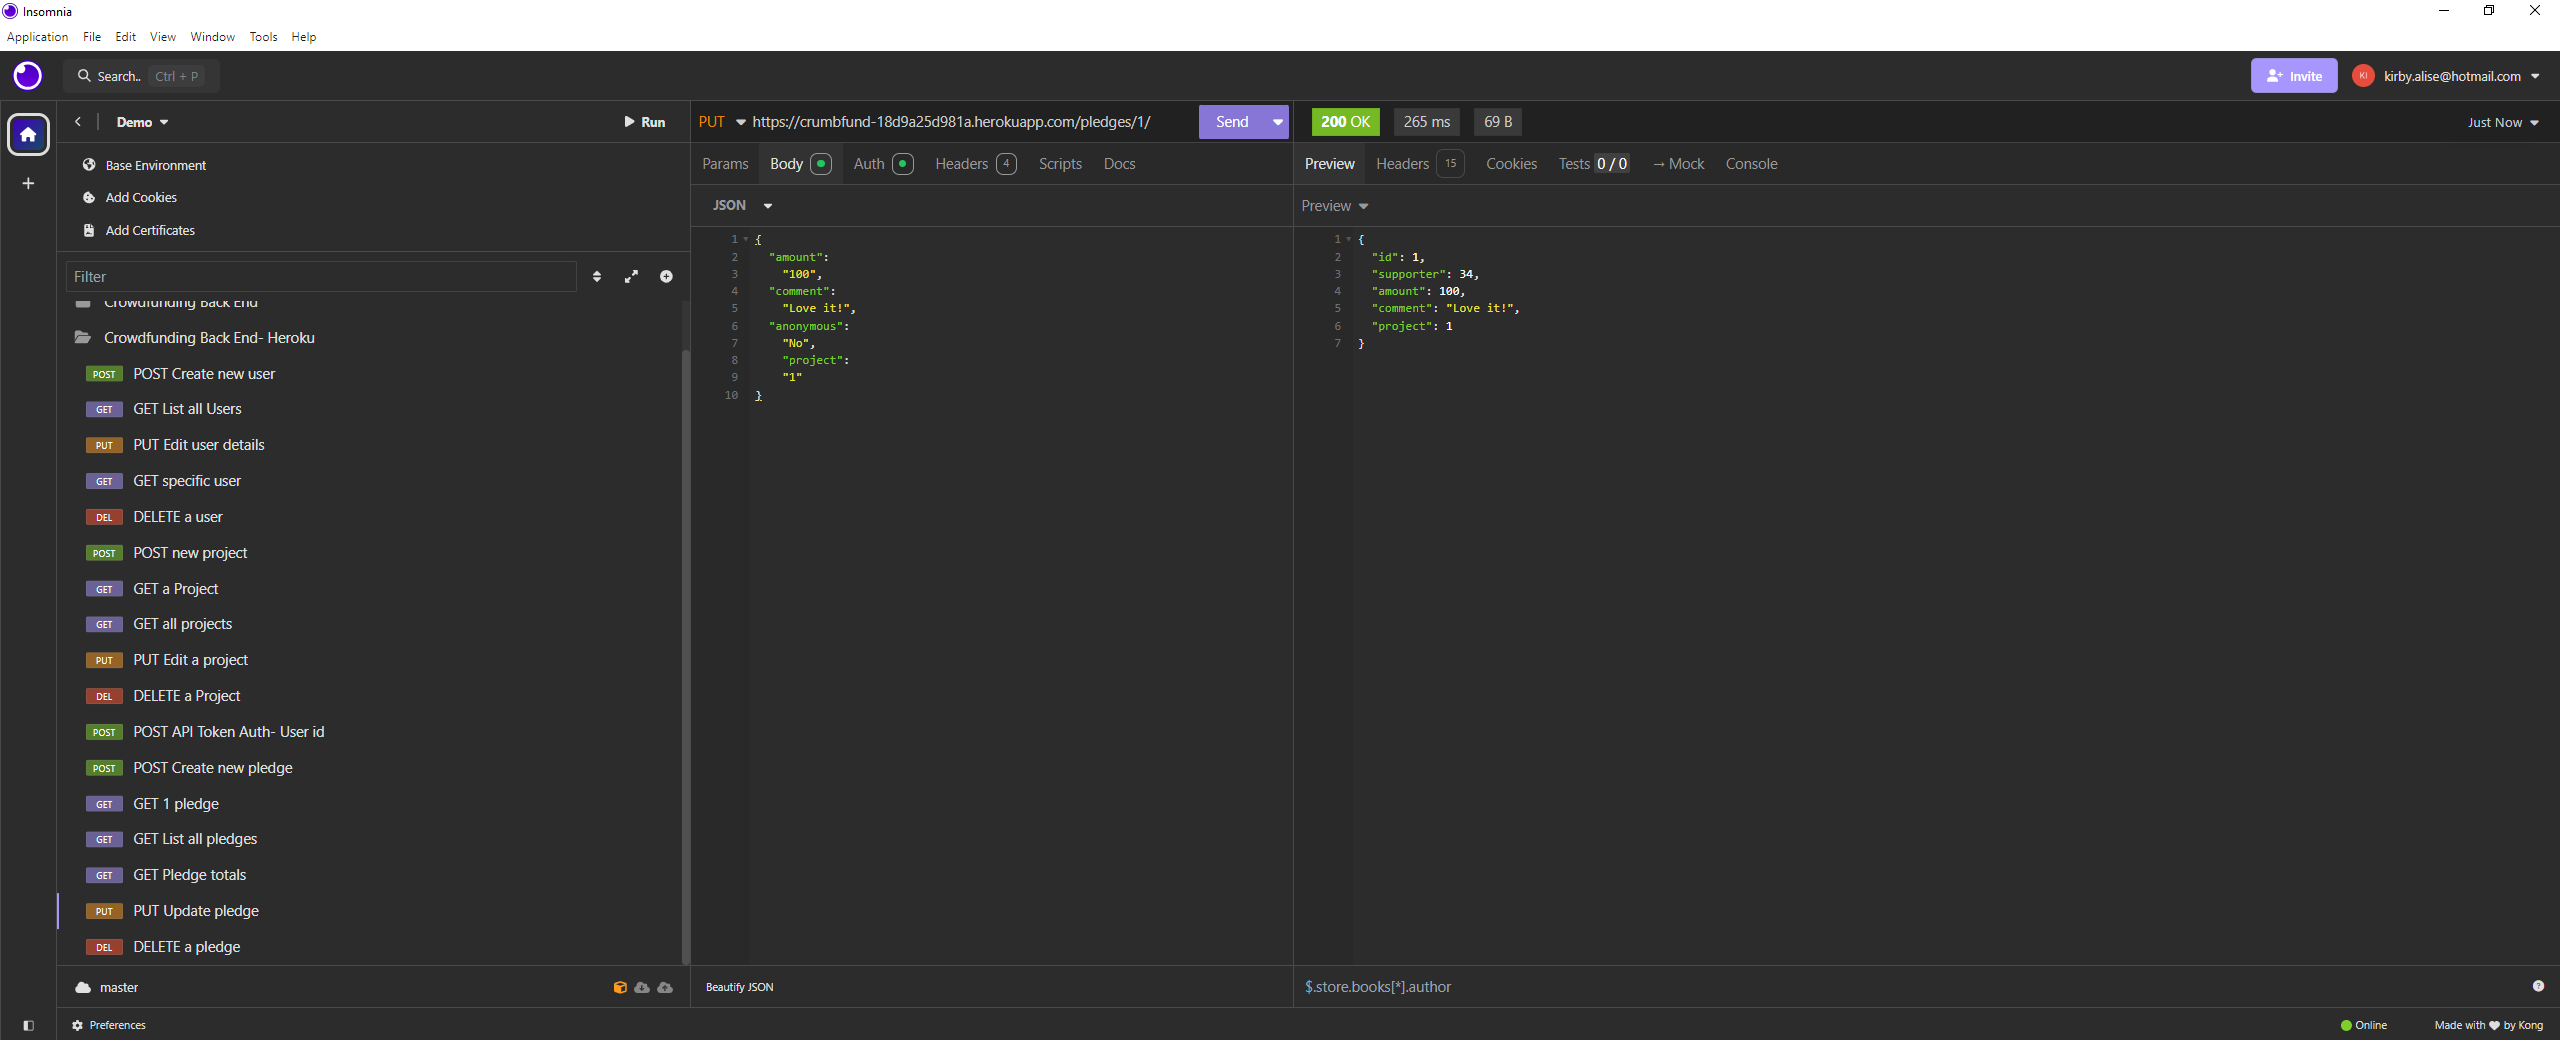 Insomnia
Application File Edit View Window Tools Help
Search.. Ctrl + P
Invite
KI kirby.alise@hotmail.com
Demo
Run
Base Environment
Add Cookies
Add Certificates
Filter
Crowdfunding Back End
Crowdfunding Back End- Heroku
POST POST Create new user
GET GET List all Users
PUT PUT Edit user details
GET GET specific user
DEL DELETE a user
POST POST new project
GET GET a Project
GET GET all projects
PUT PUT Edit a project
DEL DELETE a Project
POST POST API Token Auth- User id
POST POST Create new pledge
GET GET 1 pledge
GET GET List all pledges
GET GET Pledge totals
PUT PUT Update pledge
DEL DELETE a pledge
master
Preferences
PUT https://crumbfund-18d9a25d981a.herokuapp.com/pledges/1/ Send
Params Body Auth Headers 4 Scripts Docs
JSON
1 {
2 "amount":
3 "100",
4 "comment":
5 "Love it!",
6 "anonymous":
7 "No",
8 "project":
9 "1"
10 }
Beautify JSON
200 OK 265 ms 69 B Just Now
Preview Headers 15 Cookies Tests 0 / 0 → Mock Console
Preview
1 {
2 "id": 1,
3 "supporter": 34,
4 "amount": 100,
5 "comment": "Love it!",
6 "project": 1
7 }
$.store.books[*].author
Online Made with ♥ by Kong